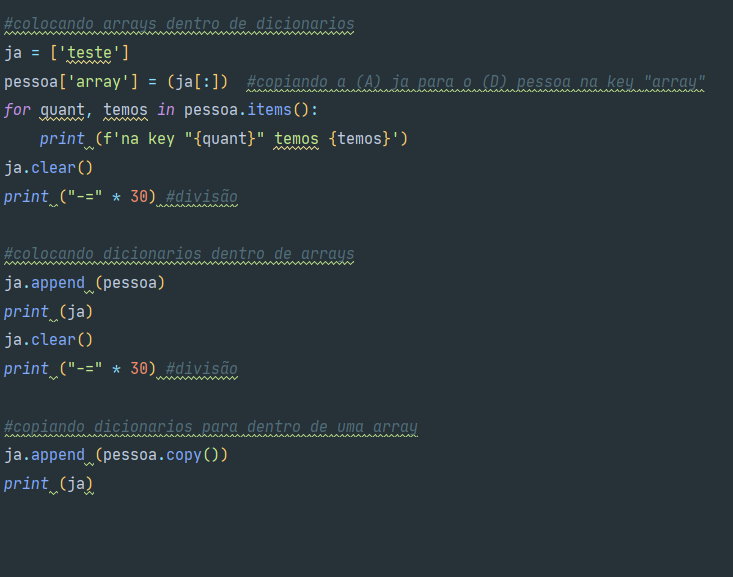 #colocando arrays dentro de dicionarios
ja = ['teste']
pessoa['array'] = (ja[:])  #copiando a (A) ja para o (D) pessoa na key "array"
for quant, temos in pessoa.items():
    print (f'na key "{quant}" temos {temos}')
ja.clear()
print ("-=" * 30) #divisão
#colocando dicionarios dentro de arrays
ja.append (pessoa)
print (ja)
ja.clear()
print ("-=" * 30) #divisão
#copiando dicionarios para dentro de uma array
ja.append (pessoa.copy())
print (ja)